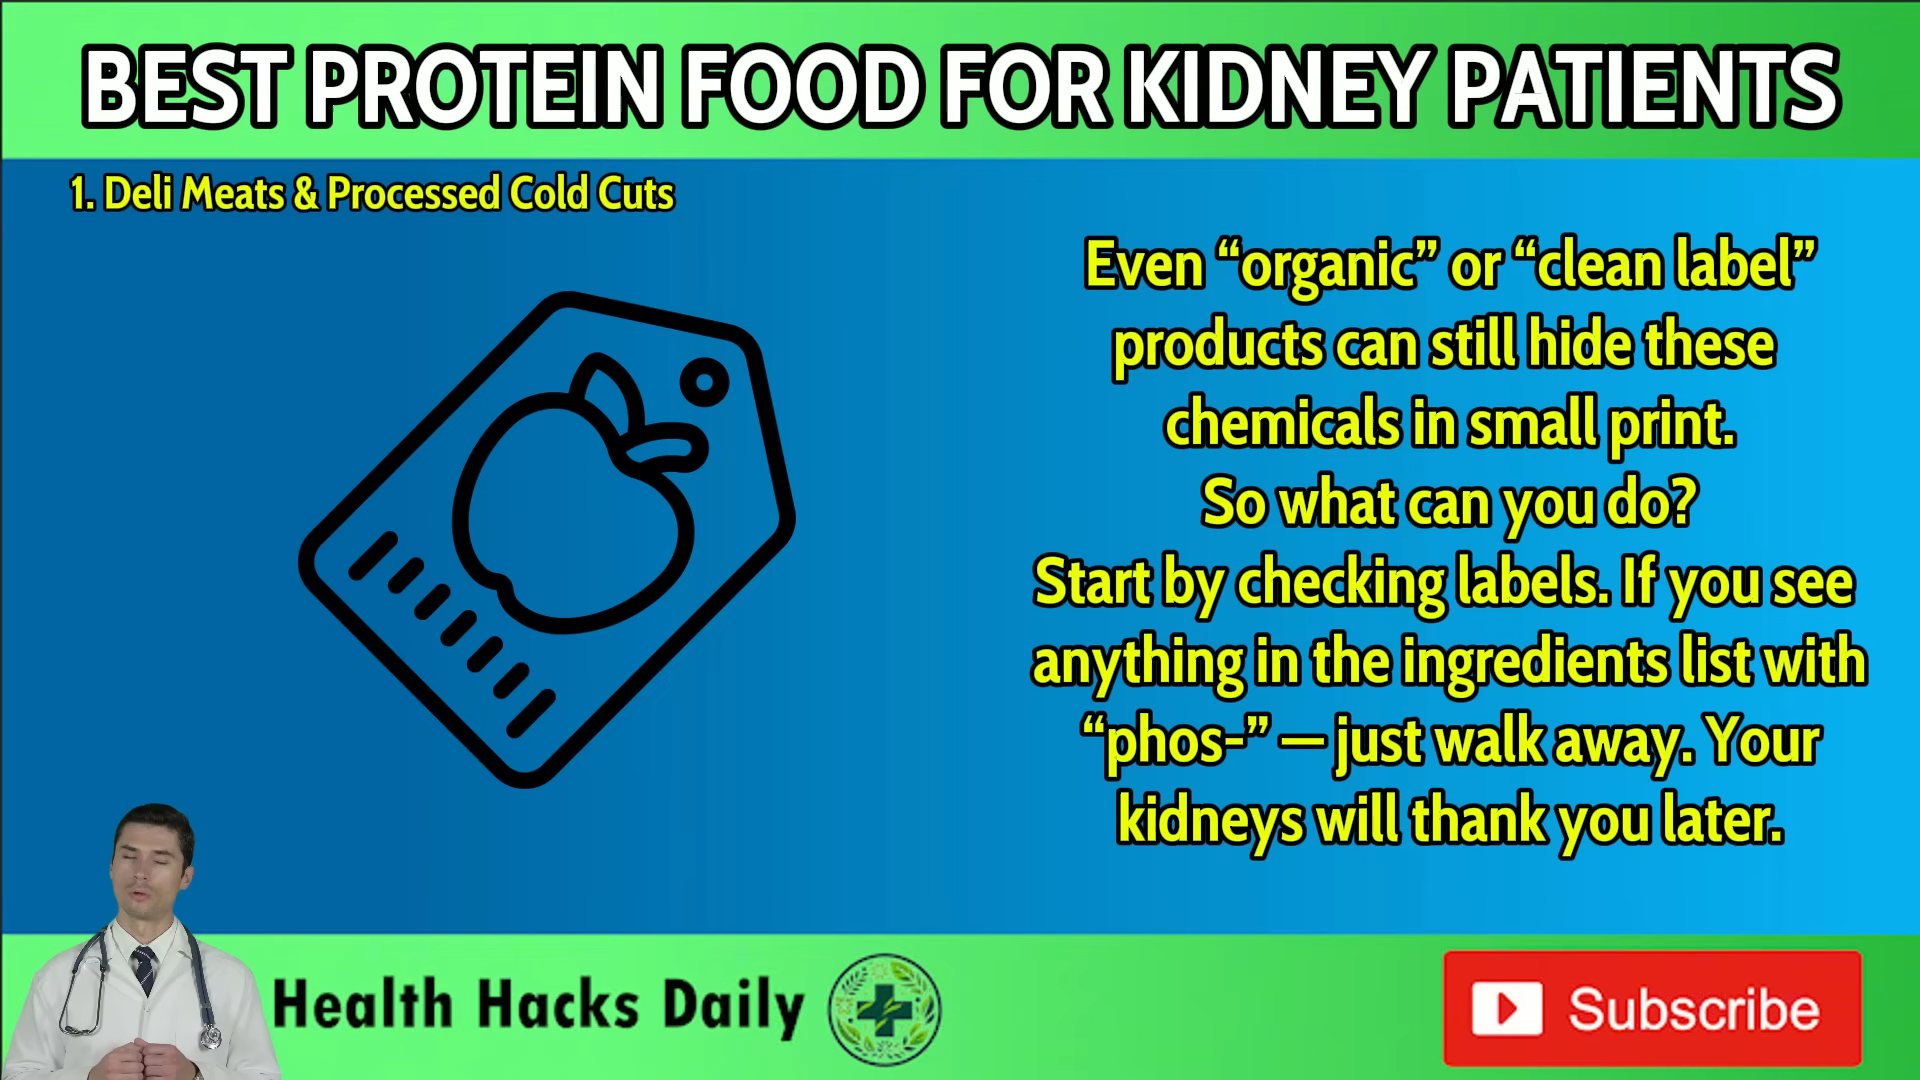 BEST PROTEIN FOOD FOR KIDNEY PATIENTS
1. Deli Meats & Processed Cold Cuts
Even “organic” or “clean label”
products can still hide these
chemicals in small print.
So what can you do?
Start by checking labels. If you see
anything in the ingredients list with
“phos-” — just walk away. Your
kidneys will thank you later.
Health Hacks Daily
Subscribe